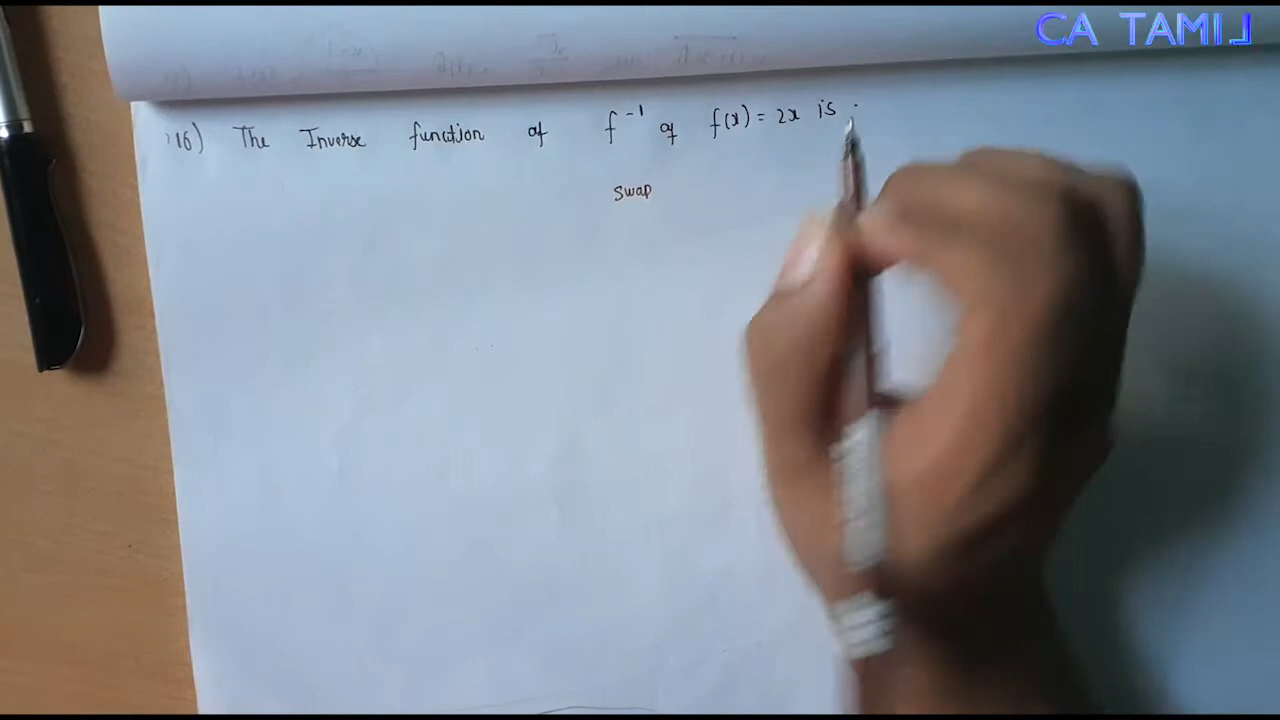 CA TAMIL
16) The Inverse function of f⁻¹ of f(x) = 2x is :
Swap